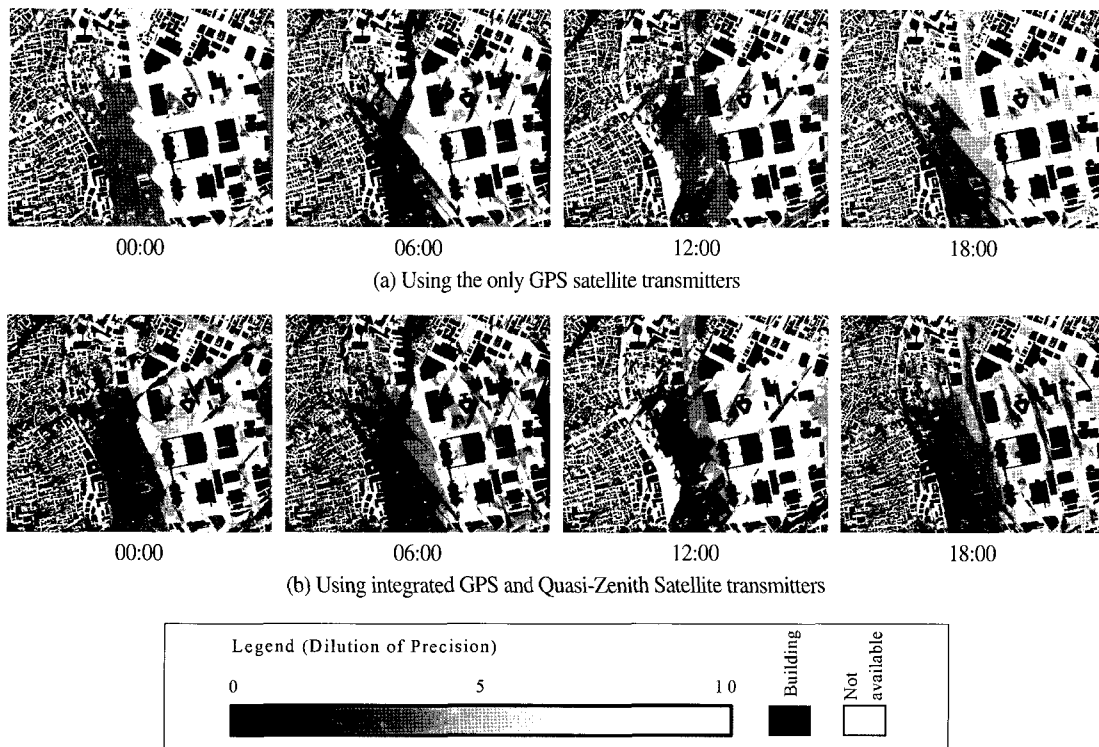 00:00 06:00 12:00 18:00
(a) Using the only GPS satellite transmitters
00:00 06:00 12:00 18:00
(b) Using integrated GPS and Quasi-Zenith Satellite transmitters
Legend (Dilution of Precision)
0 5 10
Building
Not
available